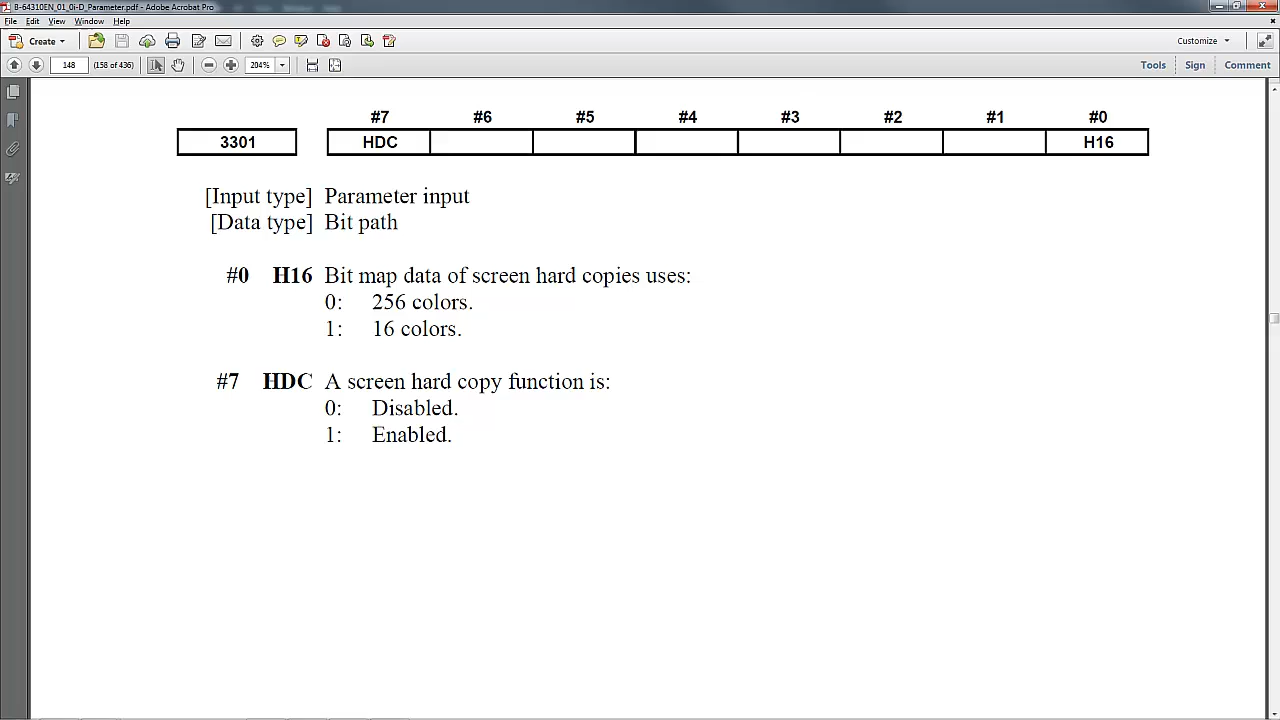 B-64310EN_01_0i-D_Parameter.pdf - Adobe Acrobat Pro
File Edit View Window Help
Create Customize
148 (158 of 436) 204% Tools Sign Comment
#7 #6 #5 #4 #3 #2 #1 #0
3301 HDC H16
[Input type] Parameter input
[Data type] Bit path
#0 H16 Bit map data of screen hard copies uses:
0: 256 colors.
1: 16 colors.
#7 HDC A screen hard copy function is:
0: Disabled.
1: Enabled.